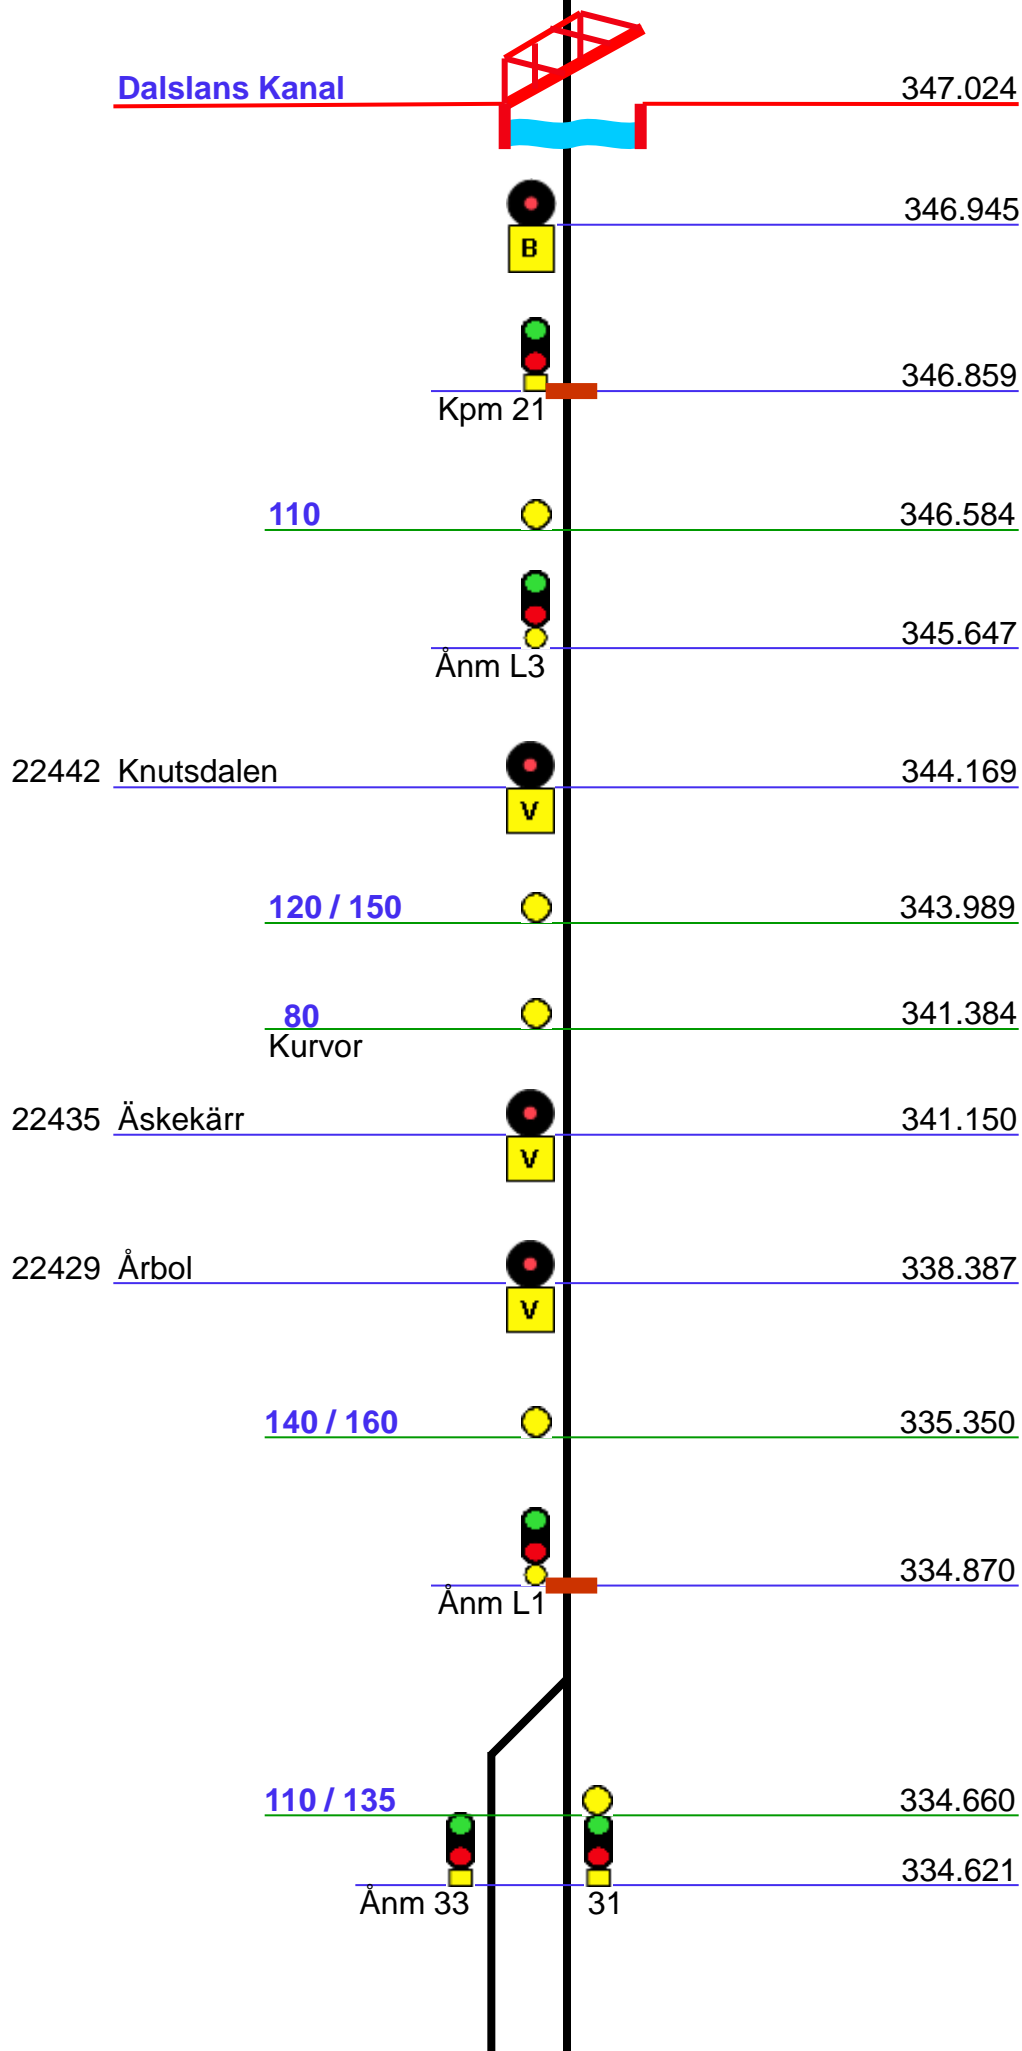 Dalslans Kanal 347.024
346.945
B
346.859
Kpm 21
110 346.584
345.647
Ånm L3
22442 Knutsdalen 344.169
V
120 / 150 343.989
80 341.384
Kurvor
22435 Äskekärr 341.150
V
22429 Årbol 338.387
V
140 / 160 335.350
334.870
Ånm L1
110 / 135 334.660
334.621
Ånm 33 31